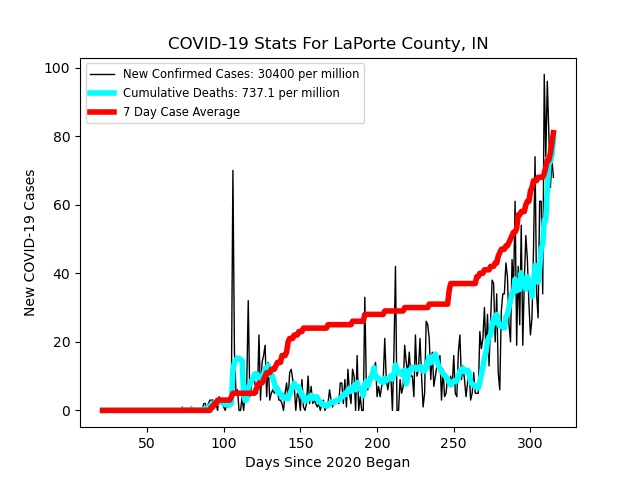 COVID-19 Stats For LaPorte County, IN
New Confirmed Cases: 30400 per million
Cumulative Deaths: 737.1 per million
7 Day Case Average
New COVID-19 Cases
100
80
60
40
20
0
50 100 150 200 250 300
Days Since 2020 Began